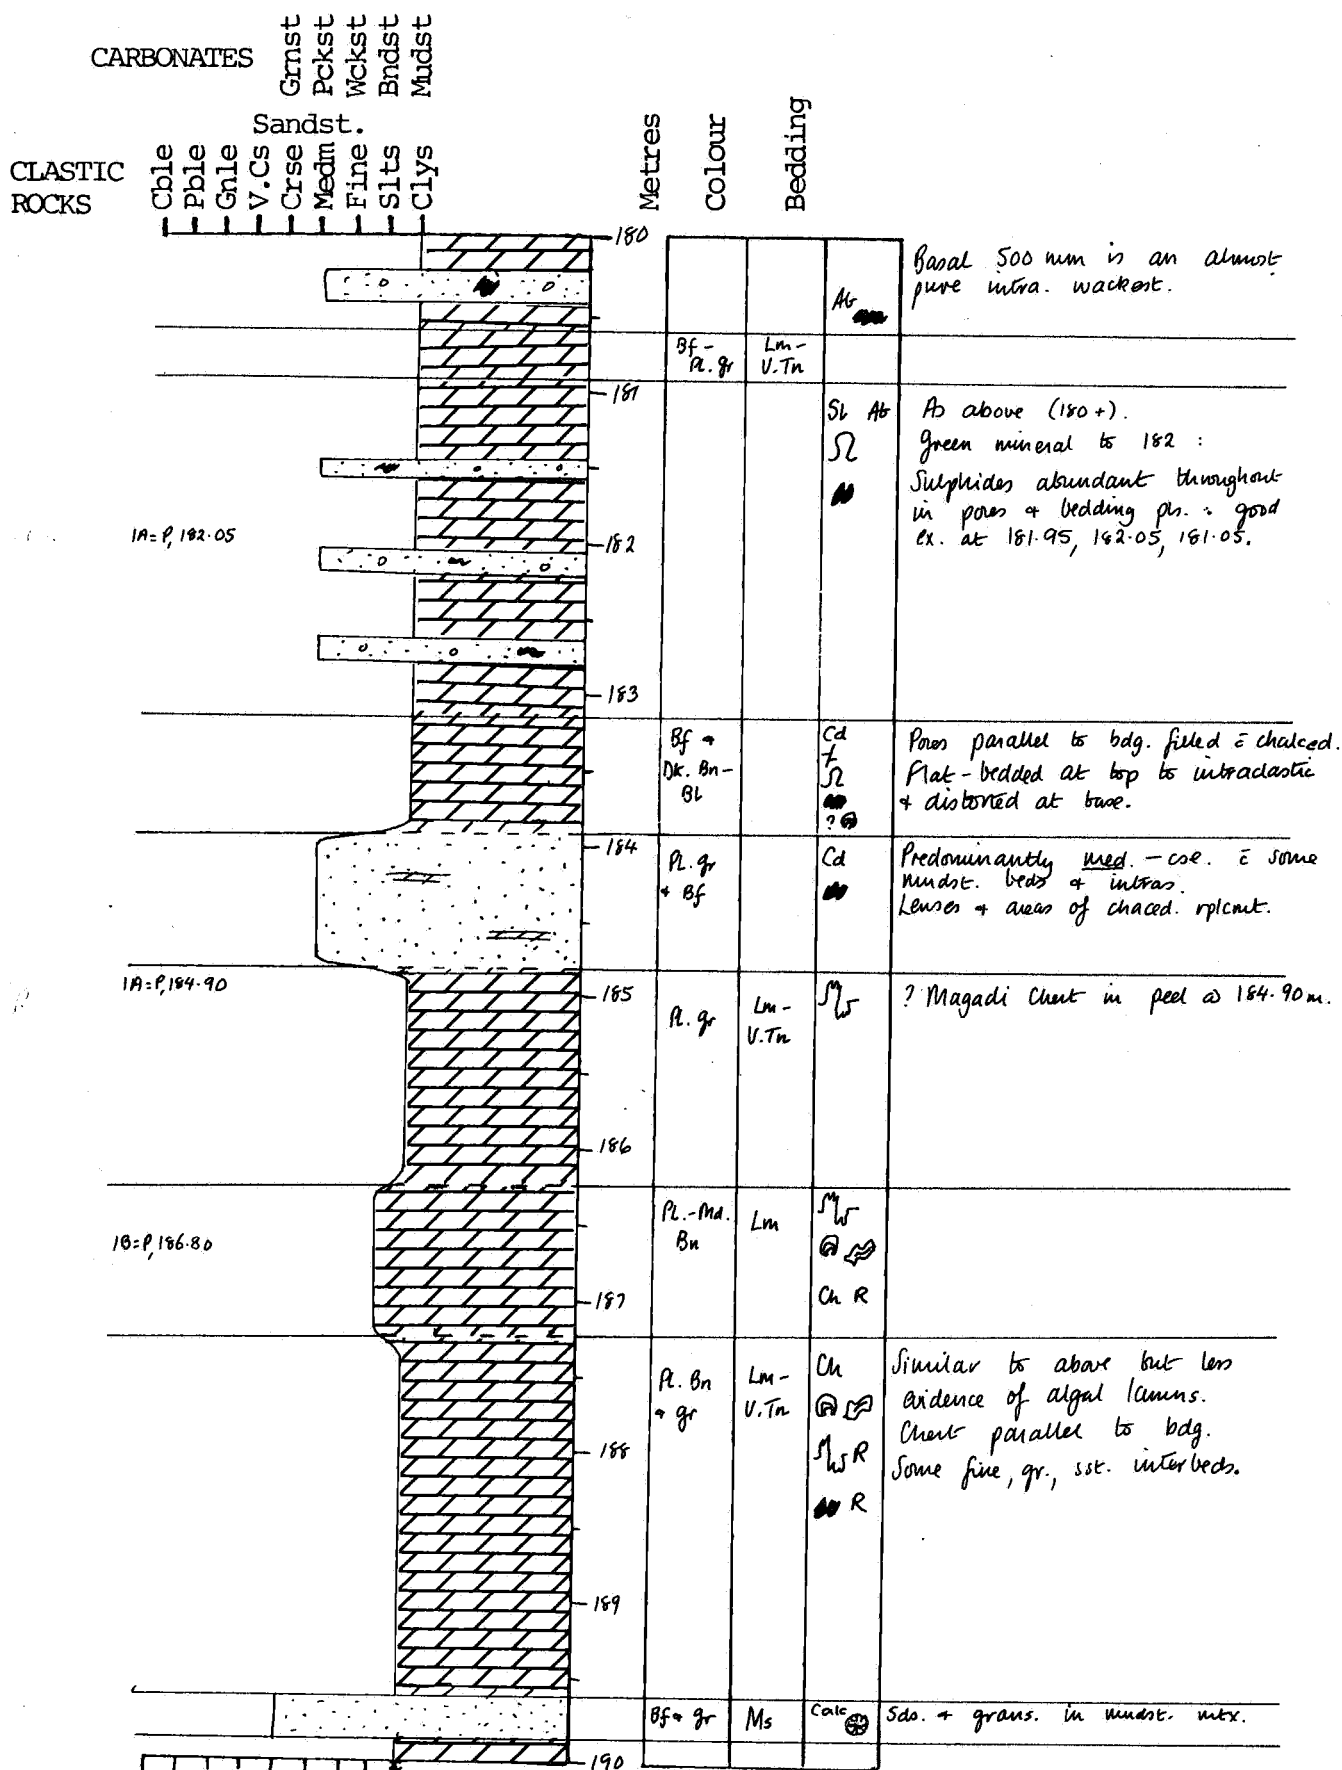 CARBONATES
Grnst
Pckst
Wckst
Bndst
Mudst
Sandst.
CLASTIC
ROCKS
Cble
Pble
Gnle
V.Cs
Crse
Medm
Fine
Slts
Clys
Metres
Colour
Bedding
180
Ab
Basal 500 mm is an almost
pure intra. wackest.
Bf -
Pl. gr
Lm -
V.Tn
181
Sl Ab
As above (180+).
Green mineral to 182 :
Sulphides abundant throughout
in pores & bedding pls. : good
ex. at 181.95, 182.05, 181.05.
1A=P, 182.05
182
183
Bf &
Dk. Bn -
Bl
Cd
?
Pores parallel to bdg. filled c̄ chalced.
Flat-bedded at top to intraclastic
& distorted at base.
184
Pl. gr
& Bf
Cd
Predominantly med. - cse. c̄ some
mudst. beds & intras.
Lenses & areas of chaced. rplcmt.
1A=P, 184.90
185
Pl. gr
Lm -
V.Tn
? Magadi Chert in peel @ 184.90 m.
186
Pl. - Md.
Bn
Lm
Ch R
1B=P, 186.80
187
Pl. Bn
& gr
Lm -
V.Tn
Ch
R
R
Similar to above but less
evidence of algal lamns.
Chert parallel to bdg.
Some fine, gr., sst. interbeds.
188
189
Bf & gr
Ms
Calc
Sds. & grans. in mudst. mtx.
190